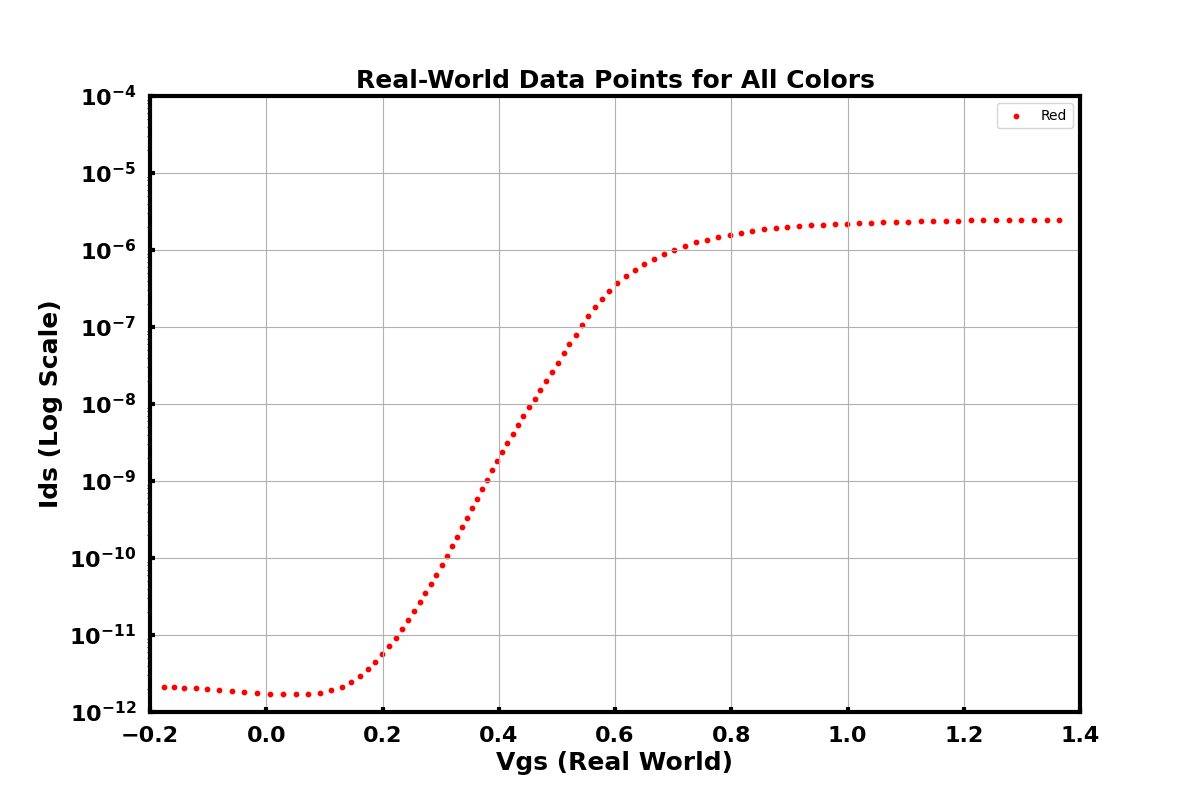 Real-World Data Points for All Colors
Red
Ids (Log Scale)
10⁻⁴
10⁻⁵
10⁻⁶
10⁻⁷
10⁻⁸
10⁻⁹
10⁻¹⁰
10⁻¹¹
10⁻¹²
−0.2 0.0 0.2 0.4 0.6 0.8 1.0 1.2 1.4
Vgs (Real World)